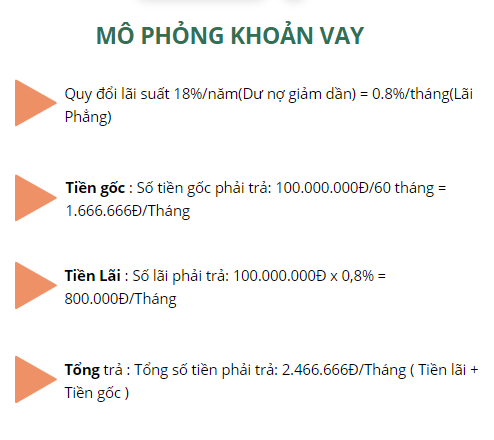 MÔ PHỎNG KHOẢN VAY
Quy đổi lãi suất 18%/năm(Dư nợ giảm dần) = 0.8%/tháng(Lãi
Phẳng)
Tiền gốc : Số tiền gốc phải trả: 100.000.000Đ/60 tháng =
1.666.666Đ/Tháng
Tiền Lãi : Số lãi phải trả: 100.000.000Đ x 0,8% =
800.000Đ/Tháng
Tổng trả : Tổng số tiền phải trả: 2.466.666Đ/Tháng ( Tiền lãi +
Tiền gốc )